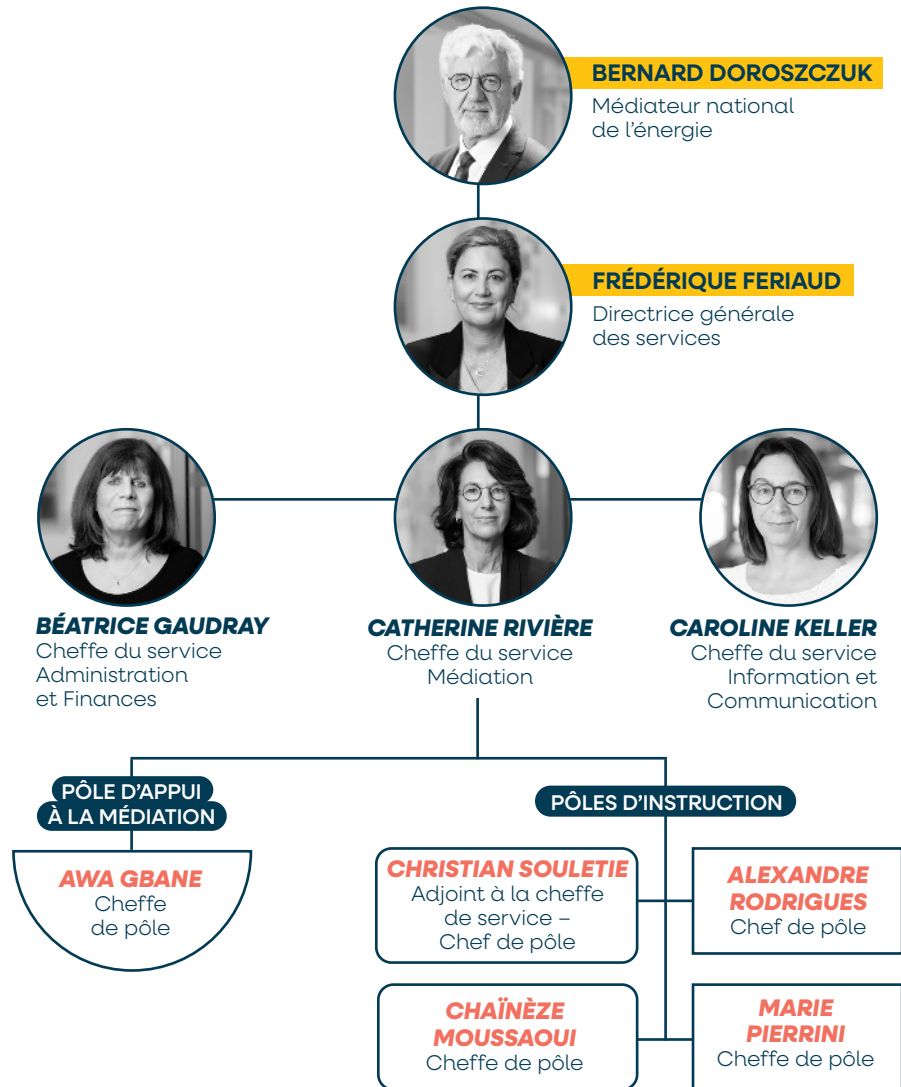 BERNARD DOROSZCZUK
Médiateur national
de l'énergie
FRÉDÉRIQUE FERIAUD
Directrice générale
des services
BÉATRICE GAUDRAY
Cheffe du service
Administration
et Finances
CATHERINE RIVIÈRE
Cheffe du service
Médiation
CAROLINE KELLER
Cheffe du service
Information et
Communication
PÔLE D'APPUI
À LA MÉDIATION
AWA GBANE
Cheffe
de pôle
PÔLES D'INSTRUCTION
CHRISTIAN SOULETIE
Adjoint à la cheffe
de service –
Chef de pôle
ALEXANDRE
RODRIGUES
Chef de pôle
CHAÏNÈZE
MOUSSAOUI
Cheffe de pôle
MARIE
PIERRINI
Cheffe de pôle